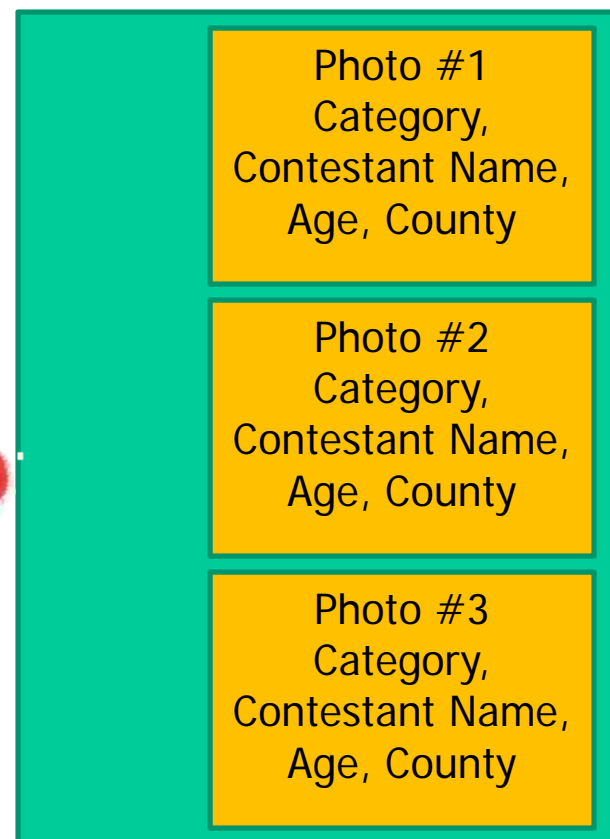 Photo #1
Category,
Contestant Name,
Age, County
Photo #2
Category,
Contestant Name,
Age, County
Photo #3
Category,
Contestant Name,
Age, County